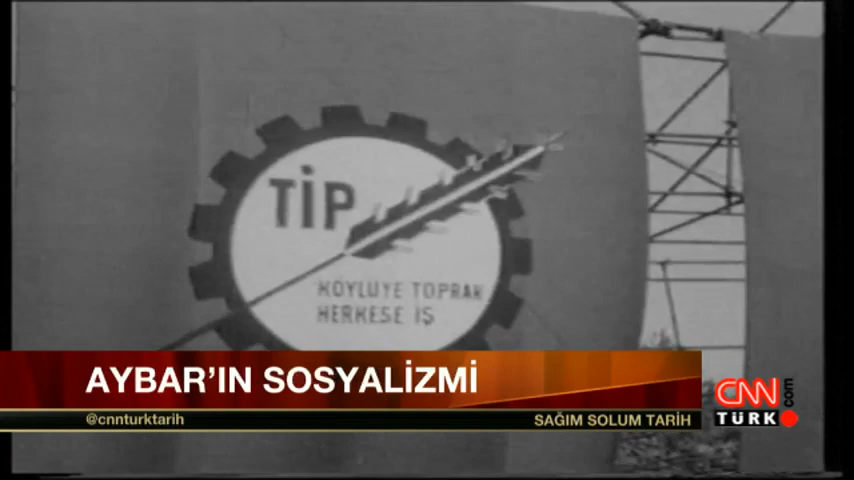 TİP
KÖYLÜYE TOPRAK
HERKESE İŞ
AYBAR'IN SOSYALİZMİ
@cnnturktarih
SAĞIM SOLUM TARİH
CNN
TÜRK
.com